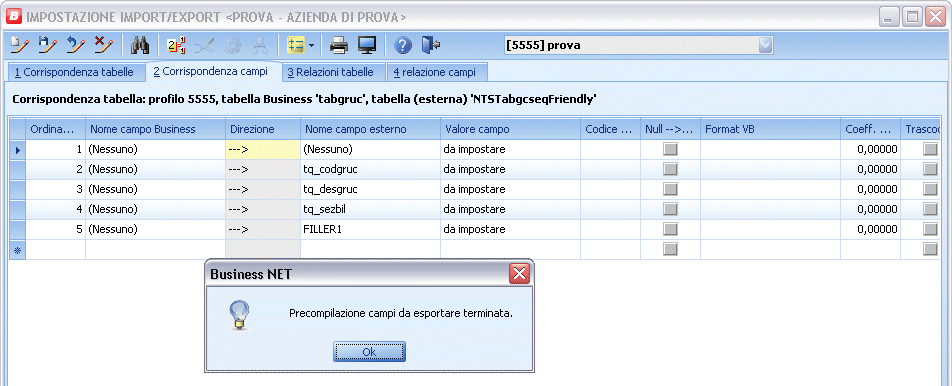 B IMPOSTAZIONE IMPORT/EXPORT <PROVA - AZIENDA DI PROVA>
[5555] prova
1 Corrispondenza tabelle 2 Corrispondenza campi 3 Relazioni tabelle 4 relazione campi
Corrispondenza tabella: profilo 5555, tabella Business 'tabgruc', tabella (esterna) 'NTSTabgcseqFriendly'
Ordina... Nome campo Business Direzione Nome campo esterno Valore campo Codice ... Null -->... Format VB Coeff. ... Trascod
1 (Nessuno) ---> (Nessuno) da impostare 0,00000
2 (Nessuno) ---> tq_codgruc da impostare 0,00000
3 (Nessuno) ---> tq_desgruc da impostare 0,00000
4 (Nessuno) ---> tq_sezbil da impostare 0,00000
5 (Nessuno) ---> FILLER1 da impostare 0,00000
Business NET
Precompilazione campi da esportare terminata.
Ok